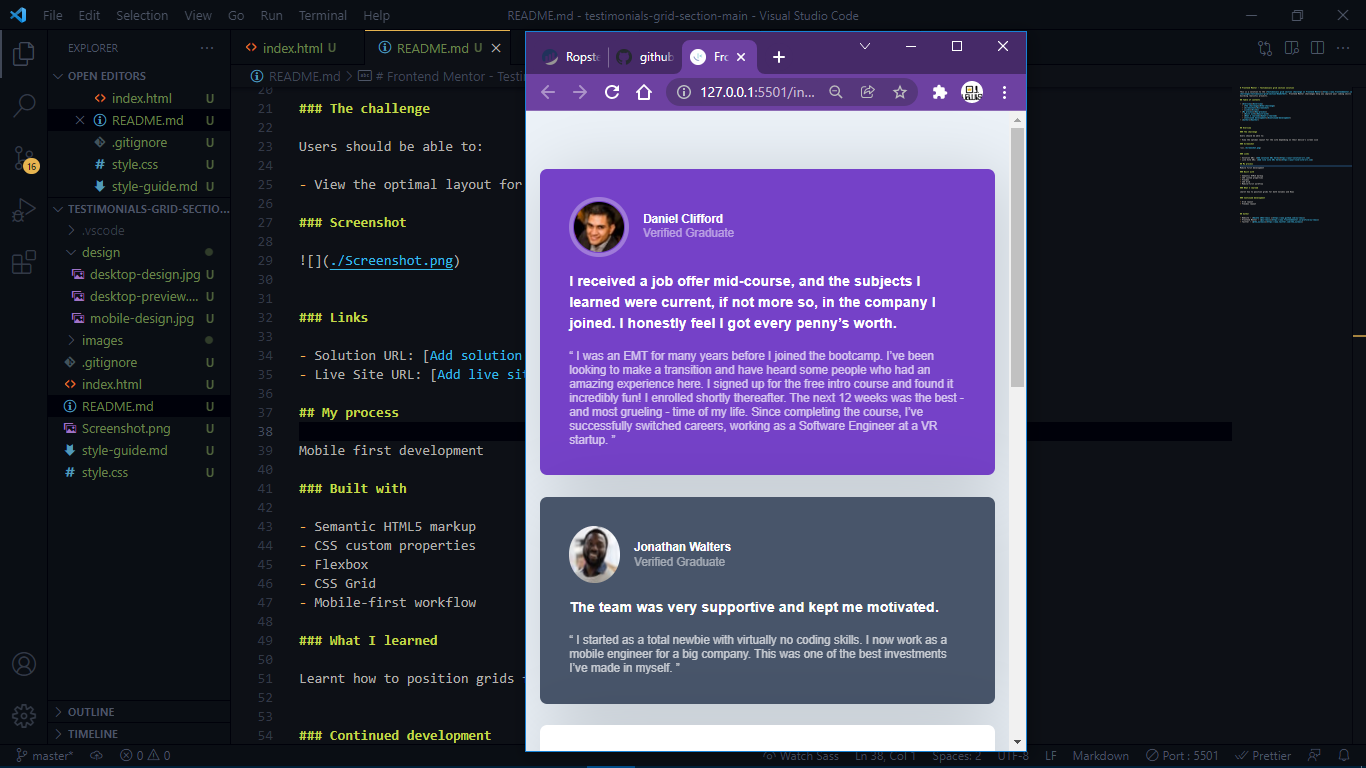 File Edit Selection View Go Run Terminal Help
README.md - testimonials-grid-section-main - Visual Studio Code
EXPLORER
OPEN EDITORS
index.html U
README.md U
.gitignore U
style.css U
style-guide.md U
TESTIMONIALS-GRID-SECTIO...
.vscode
design
desktop-design.jpg U
desktop-preview.... U
mobile-design.jpg U
images
.gitignore U
index.html U
README.md U
Screenshot.png U
style-guide.md U
style.css U
OUTLINE
TIMELINE
16
index.html U
README.md U
README.md > # Frontend Mentor - Testi
20
21 ### The challenge
22
23 Users should be able to:
24
25 - View the optimal layout for
26
27 ### Screenshot
28
29 ![](./Screenshot.png)
30
31
32 ### Links
33
34 - Solution URL: [Add solution
35 - Live Site URL: [Add live sit
36
37 ## My process
38
39 Mobile first development
40
41 ### Built with
42
43 - Semantic HTML5 markup
44 - CSS custom properties
45 - Flexbox
46 - CSS Grid
47 - Mobile-first workflow
48
49 ### What I learned
50
51 Learnt how to position grids
52
53
54 ### Continued development
Ropste
github
Fro
127.0.0.1:5501/in...
Daniel Clifford
Verified Graduate
I received a job offer mid-course, and the subjects I
learned were current, if not more so, in the company I
joined. I honestly feel I got every penny’s worth.
“ I was an EMT for many years before I joined the bootcamp. I’ve been
looking to make a transition and have heard some people who had an
amazing experience here. I signed up for the free intro course and found it
incredibly fun! I enrolled shortly thereafter. The next 12 weeks was the best -
and most grueling - time of my life. Since completing the course, I’ve
successfully switched careers, working as a Software Engineer at a VR
startup. ”
Jonathan Walters
Verified Graduate
The team was very supportive and kept me motivated.
“ I started as a total newbie with virtually no coding skills. I now work as a
mobile engineer for a big company. This was one of the best investments
I’ve made in myself. ”
master* 0 0
Watch Sass Ln 38, Col 1 Spaces: 2 UTF-8 LF Markdown Port : 5501 Prettier